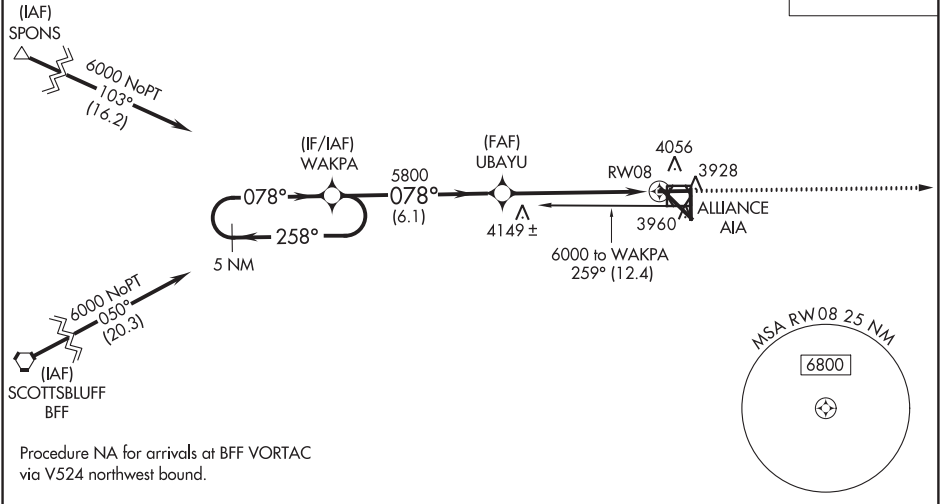 (IAF)
SPONS
6000 NoPT
103°
(16.2)
(IF/IAF)
WAKPA
(FAF)
UBAYU
5800
078°
(6.1)
078°
258°
5 NM
RW08
4056
3928
4149 ±
3960
ALLIANCE
AIA
6000 to WAKPA
259° (12.4)
6000 NoPT
050°
(20.3)
(IAF)
SCOTTSBLUFF
BFF
MSA RW08 25 NM
6800
Procedure NA for arrivals at BFF VORTAC
via V524 northwest bound.